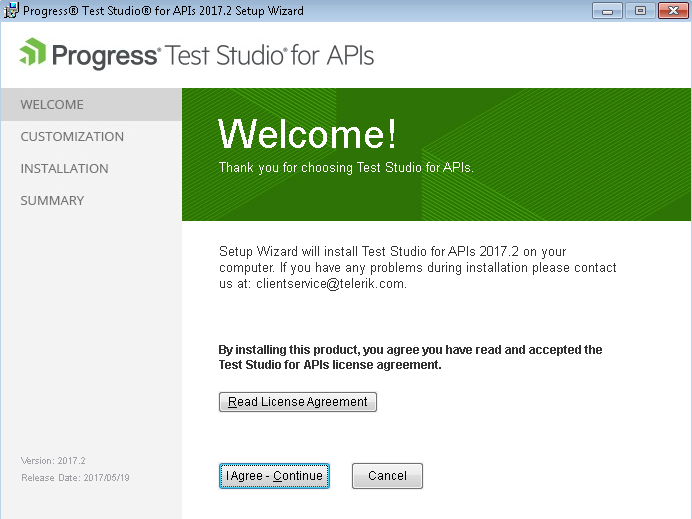 Progress® Test Studio® for APIs 2017.2 Setup Wizard
Progress® Test Studio® for APIs
WELCOME
CUSTOMIZATION
INSTALLATION
SUMMARY
Welcome!
Thank you for choosing Test Studio for APIs.
Setup Wizard will install Test Studio for APIs 2017.2 on your
computer. If you have any problems during installation please contact
us at: clientservice@telerik.com.
By installing this product, you agree you have read and accepted the
Test Studio for APIs license agreement.
Read License Agreement
Version: 2017.2
Release Date: 2017/05/19
I Agree - Continue
Cancel